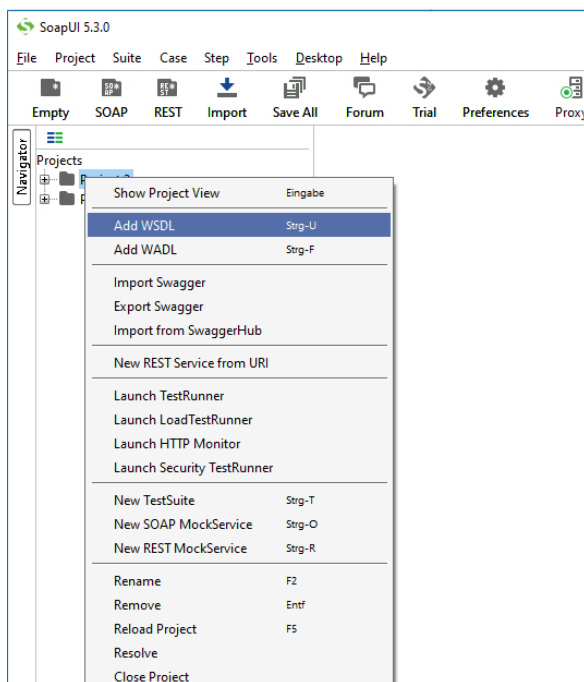 SoapUI 5.3.0
File Project Suite Case Step Tools Desktop Help
Empty SOAP REST Import Save All Forum Trial Preferences Proxy
Navigator
Projects
Show Project View Eingabe
Add WSDL Strg-U
Add WADL Strg-F
Import Swagger
Export Swagger
Import from SwaggerHub
New REST Service from URI
Launch TestRunner
Launch LoadTestRunner
Launch HTTP Monitor
Launch Security TestRunner
New TestSuite Strg-T
New SOAP MockService Strg-O
New REST MockService Strg-R
Rename F2
Remove Entf
Reload Project F5
Resolve
Close Project